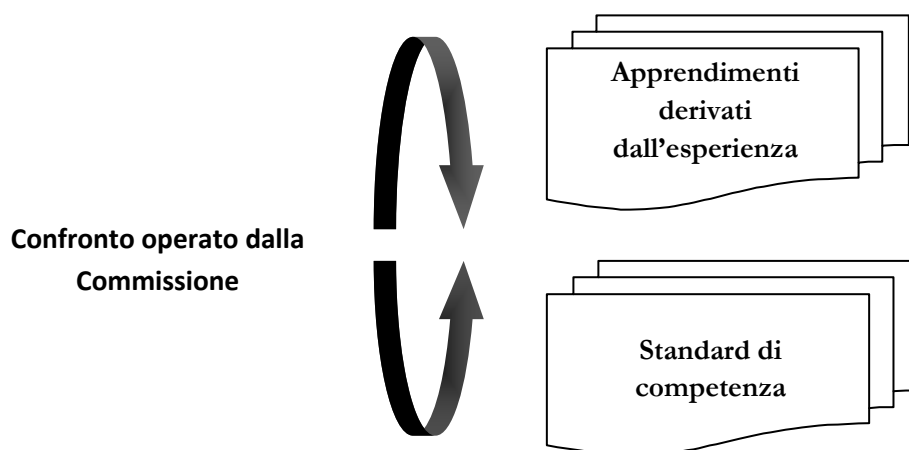 Apprendimenti
derivati
dall’esperienza
Confronto operato dalla
Commissione
Standard di
competenza